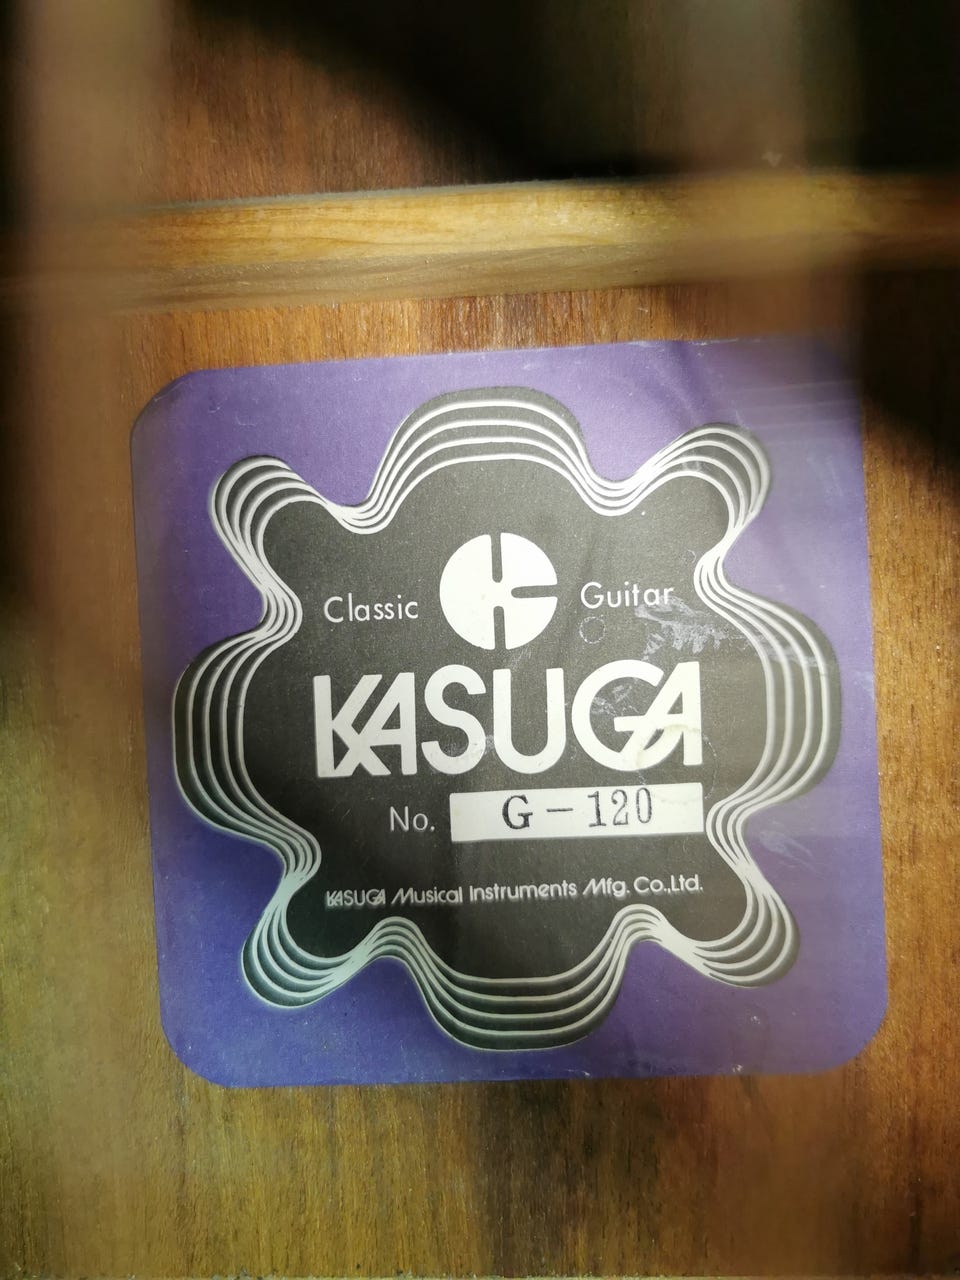 Classic K Guitar
KASUGA
No. G-120
KASUGA Musical Instruments Mfg. Co.,Ltd.